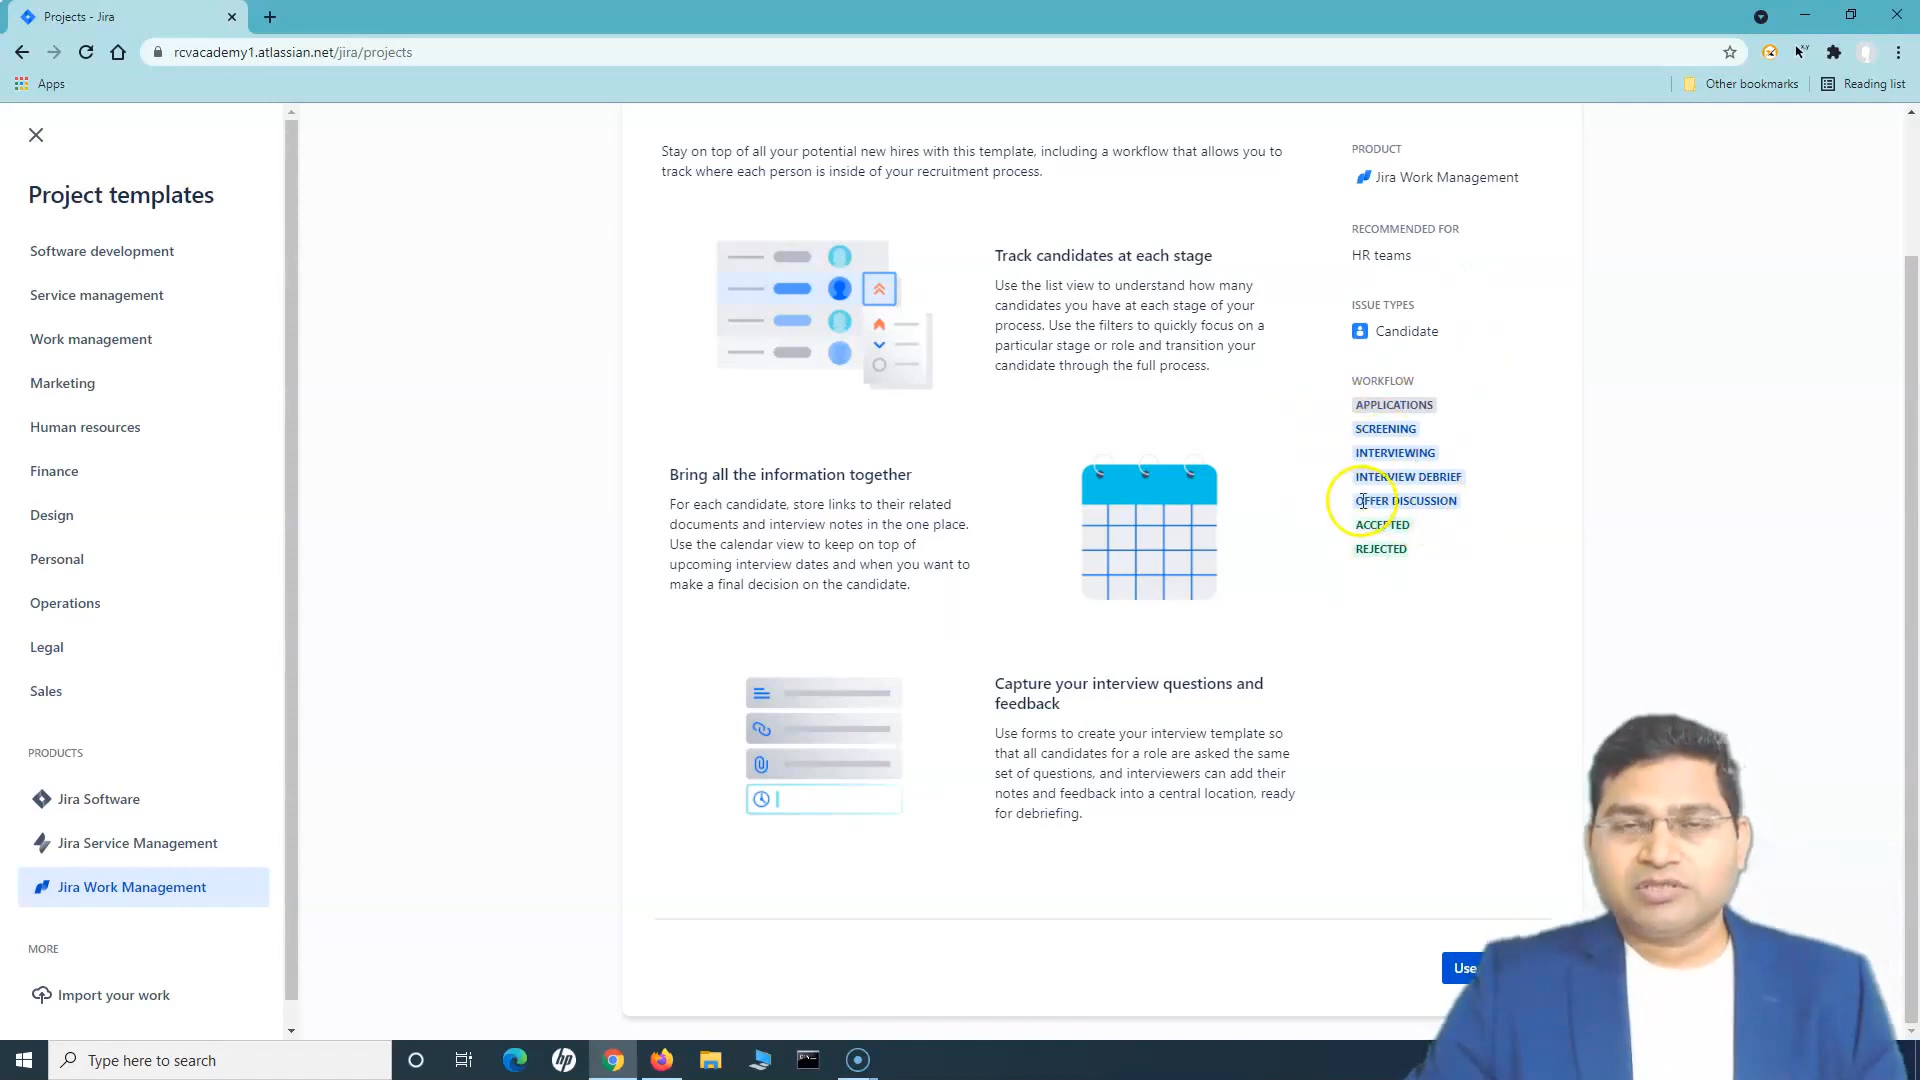 Projects - Jira
rcvacademy1.atlassian.net/jira/projects
Apps
Other bookmarks
Reading list
Project templates
Software development
Service management
Work management
Marketing
Human resources
Finance
Design
Personal
Operations
Legal
Sales
PRODUCTS
Jira Software
Jira Service Management
Jira Work Management
MORE
Import your work
Stay on top of all your potential new hires with this template, including a workflow that allows you to
track where each person is inside of your recruitment process.
Track candidates at each stage
Use the list view to understand how many
candidates you have at each stage of your
process. Use the filters to quickly focus on a
particular stage or role and transition your
candidate through the full process.
Bring all the information together
For each candidate, store links to their related
documents and interview notes in the one place.
Use the calendar view to keep on top of
upcoming interview dates and when you want to
make a final decision on the candidate.
Capture your interview questions and
feedback
Use forms to create your interview template so
that all candidates for a role are asked the same
set of questions, and interviewers can add their
notes and feedback into a central location, ready
for debriefing.
PRODUCT
Jira Work Management
RECOMMENDED FOR
HR teams
ISSUE TYPES
Candidate
WORKFLOW
APPLICATIONS
SCREENING
INTERVIEWING
INTERVIEW DEBRIEF
OFFER DISCUSSION
ACCEPTED
REJECTED
Use
Type here to search
hp